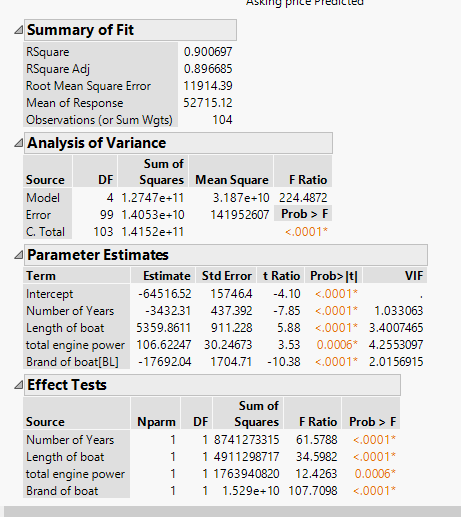 Asking price Predicted
Summary of Fit
RSquare 0.900697
RSquare Adj 0.896685
Root Mean Square Error 11914.39
Mean of Response 52715.12
Observations (or Sum Wgts) 104
Analysis of Variance
Sum of
Source DF Squares Mean Square F Ratio
Model 4 1.2747e+11 3.187e+10 224.4872
Error 99 1.4053e+10 141952607 Prob > F
C. Total 103 1.4152e+11 <.0001*
Parameter Estimates
Term Estimate Std Error t Ratio Prob>|t| VIF
Intercept -64516.52 15746.4 -4.10 <.0001* .
Number of Years -3432.31 437.392 -7.85 <.0001* 1.033063
Length of boat 5359.8611 911.228 5.88 <.0001* 3.4007465
total engine power 106.62247 30.24673 3.53 0.0006* 4.2553097
Brand of boat[BL] -17692.04 1704.71 -10.38 <.0001* 2.0156915
Effect Tests
Sum of
Source Nparm DF Squares F Ratio Prob > F
Number of Years 1 1 8741273315 61.5788 <.0001*
Length of boat 1 1 4911298717 34.5982 <.0001*
total engine power 1 1 1763940820 12.4263 0.0006*
Brand of boat 1 1 1.529e+10 107.7098 <.0001*